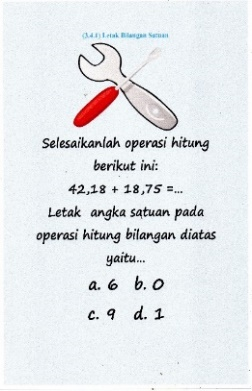 (3.4.1) Letak Bilangan Satuan
Selesaikanlah operasi hitung
berikut ini:
42,18 + 18,75 =...
Letak angka satuan pada
operasi hitung bilangan diatas
yaitu...
a. 6 b. 0
c. 9 d. 1